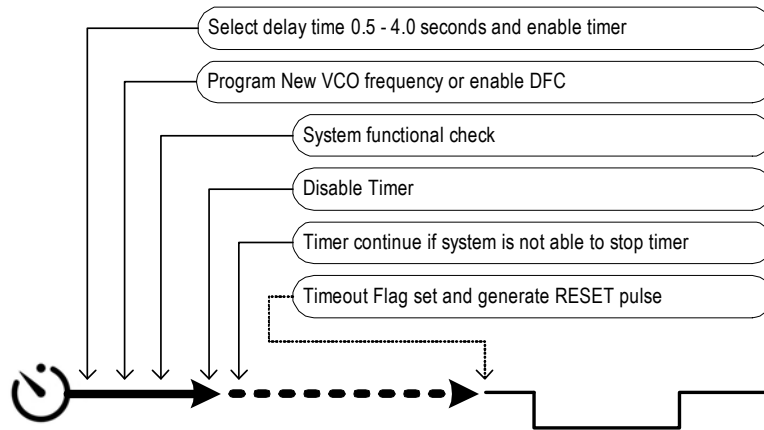 Select delay time 0.5 - 4.0 seconds and enable timer
Program New VCO frequency or enable DFC
System functional check
Disable Timer
Timer continue if system is not able to stop timer
Timeout Flag set and generate RESET pulse